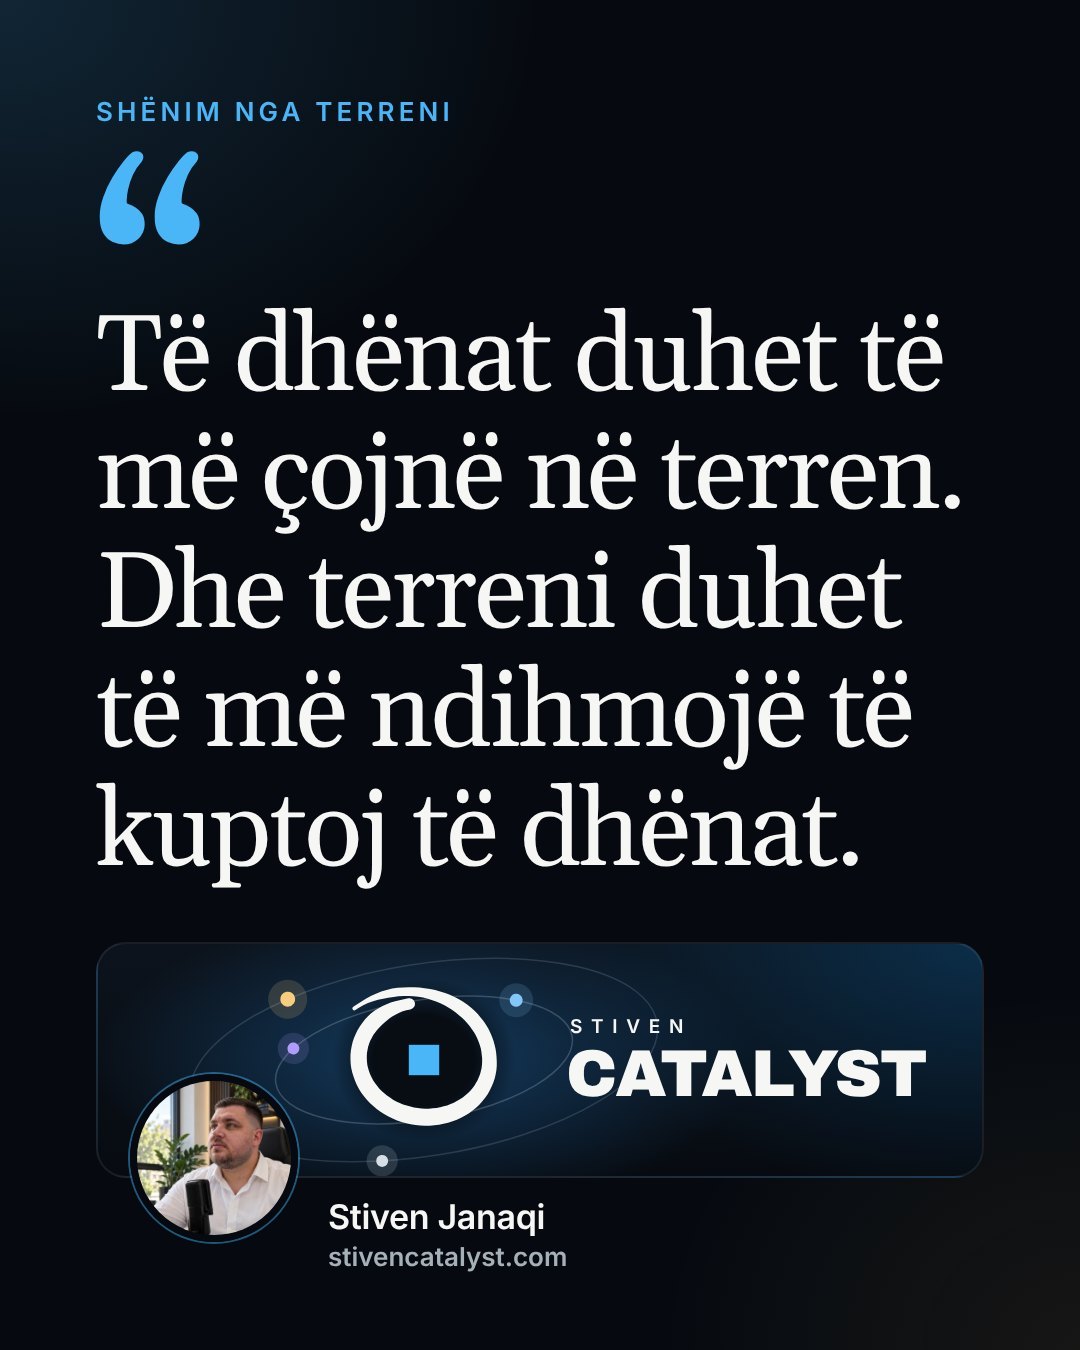 SHËNIM NGA TERRENI
“
Të dhënat duhet të
më çojnë në terren.
Dhe terreni duhet
të më ndihmojë të
kuptoj të dhënat.
STIVEN
CATALYST
Stiven Janaqi
stivencatalyst.com